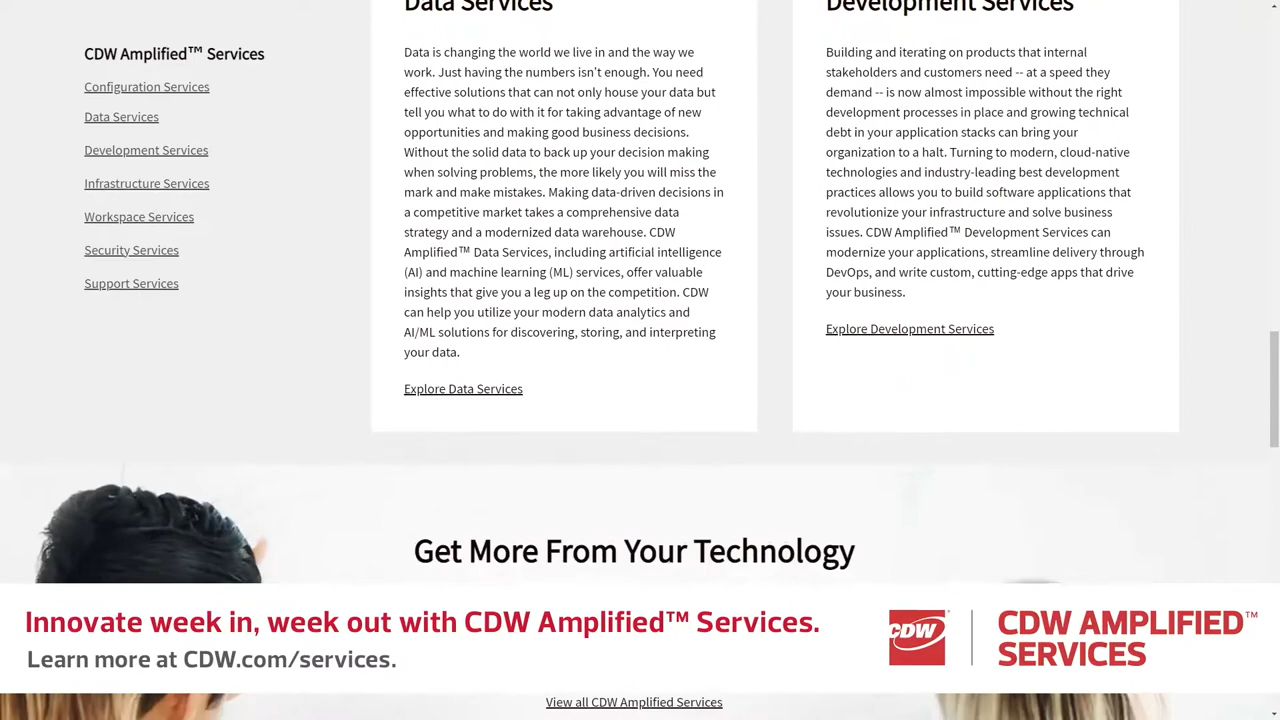 CDW Amplified™ Services
Configuration Services
Data Services
Development Services
Infrastructure Services
Workspace Services
Security Services
Support Services
Data Services
Data is changing the world we live in and the way we
work. Just having the numbers isn't enough. You need
effective solutions that can not only house your data but
tell you what to do with it for taking advantage of new
opportunities and making good business decisions.
Without the solid data to back up your decision making
when solving problems, the more likely you will miss the
mark and make mistakes. Making data-driven decisions in
a competitive market takes a comprehensive data
strategy and a modernized data warehouse. CDW
Amplified™ Data Services, including artificial intelligence
(AI) and machine learning (ML) services, offer valuable
insights that give you a leg up on the competition. CDW
can help you utilize your modern data analytics and
AI/ML solutions for discovering, storing, and interpreting
your data.
Explore Data Services
Development Services
Building and iterating on products that internal
stakeholders and customers need -- at a speed they
demand -- is now almost impossible without the right
development processes in place and growing technical
debt in your application stacks can bring your
organization to a halt. Turning to modern, cloud-native
technologies and industry-leading best development
practices allows you to build software applications that
revolutionize your infrastructure and solve business
issues. CDW Amplified™ Development Services can
modernize your applications, streamline delivery through
DevOps, and write custom, cutting-edge apps that drive
your business.
Explore Development Services
Get More From Your Technology
Innovate week in, week out with CDW Amplified™ Services.
Learn more at CDW.com/services.
CDW
CDW AMPLIFIED™
SERVICES
View all CDW Amplified Services